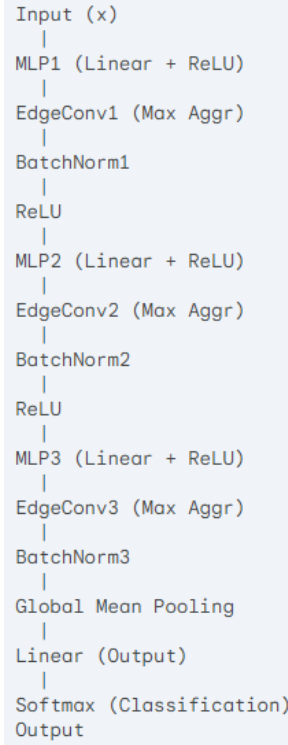 Input (x)
|
MLP1 (Linear + ReLU)
|
EdgeConv1 (Max Aggr)
|
BatchNorm1
|
ReLU
|
MLP2 (Linear + ReLU)
|
EdgeConv2 (Max Aggr)
|
BatchNorm2
|
ReLU
|
MLP3 (Linear + ReLU)
|
EdgeConv3 (Max Aggr)
|
BatchNorm3
|
Global Mean Pooling
|
Linear (Output)
|
Softmax (Classification)
Output